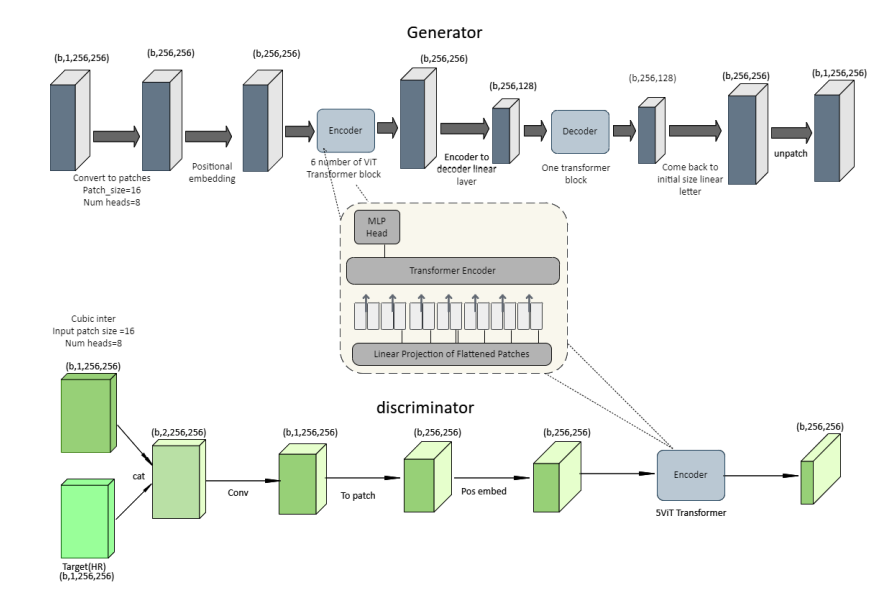 Generator
(b,1,256,256)
(b,256,256)
(b,256,256)
(b,256,256)
(b,256,128)
(b,256,128)
(b,256,256)
(b,1,256,256)
Encoder
Decoder
Convert to patches
Patch_size=16
Num heads=8
Positional
embedding
6 number of ViT
Transformer block
Encoder to
decoder linear
layer
One transformer
block
Come back to
initial size linear
letter
unpatch
MLP
Head
Transformer Encoder
Linear Projection of Flattened Patches
Cubic inter
Input patch size =16
Num heads=8
(b,1,256,256)
discriminator
(b,2,256,256)
(b,1,256,256)
(b,256,256)
(b,256,256)
(b,256,256)
cat
Conv
To patch
Pos embed
Encoder
5ViT Transformer
Target(HR)
(b,1,256,256)